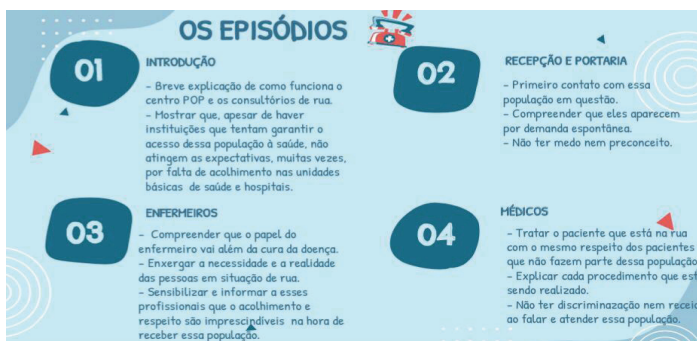 OS EPISÓDIOS
01
INTRODUÇÃO
- Breve explicação de como funciona o
centro POP e os consultórios de rua.
- Mostrar que, apesar de haver
instituições que tentam garantir o
acesso dessa população à saúde, não
atingem as expectativas, muitas vezes,
por falta de acolhimento nas unidades
básicas de saúde e hospitais.
02
RECEPÇÃO E PORTARIA
- Primeiro contato com essa
população em questão.
- Compreender que eles aparecem
por demanda espontânea.
- Não ter medo nem preconceito.
03
ENFERMEIROS
- Compreender que o papel do
enfermeiro vai além da cura da doença.
- Enxergar a necessidade e a realidade
das pessoas em situação de rua.
- Sensibilizar e informar a esses
profissionais que o acolhimento e
respeito são imprescindíveis na hora de
receber essa população.
04
MÉDICOS
- Tratar o paciente que está na rua
com o mesmo respeito dos pacientes
que não fazem parte dessa população
- Explicar cada procedimento que est
sendo realizado.
- Não ter discriminazação nem receio
ao falar e atender essa população.